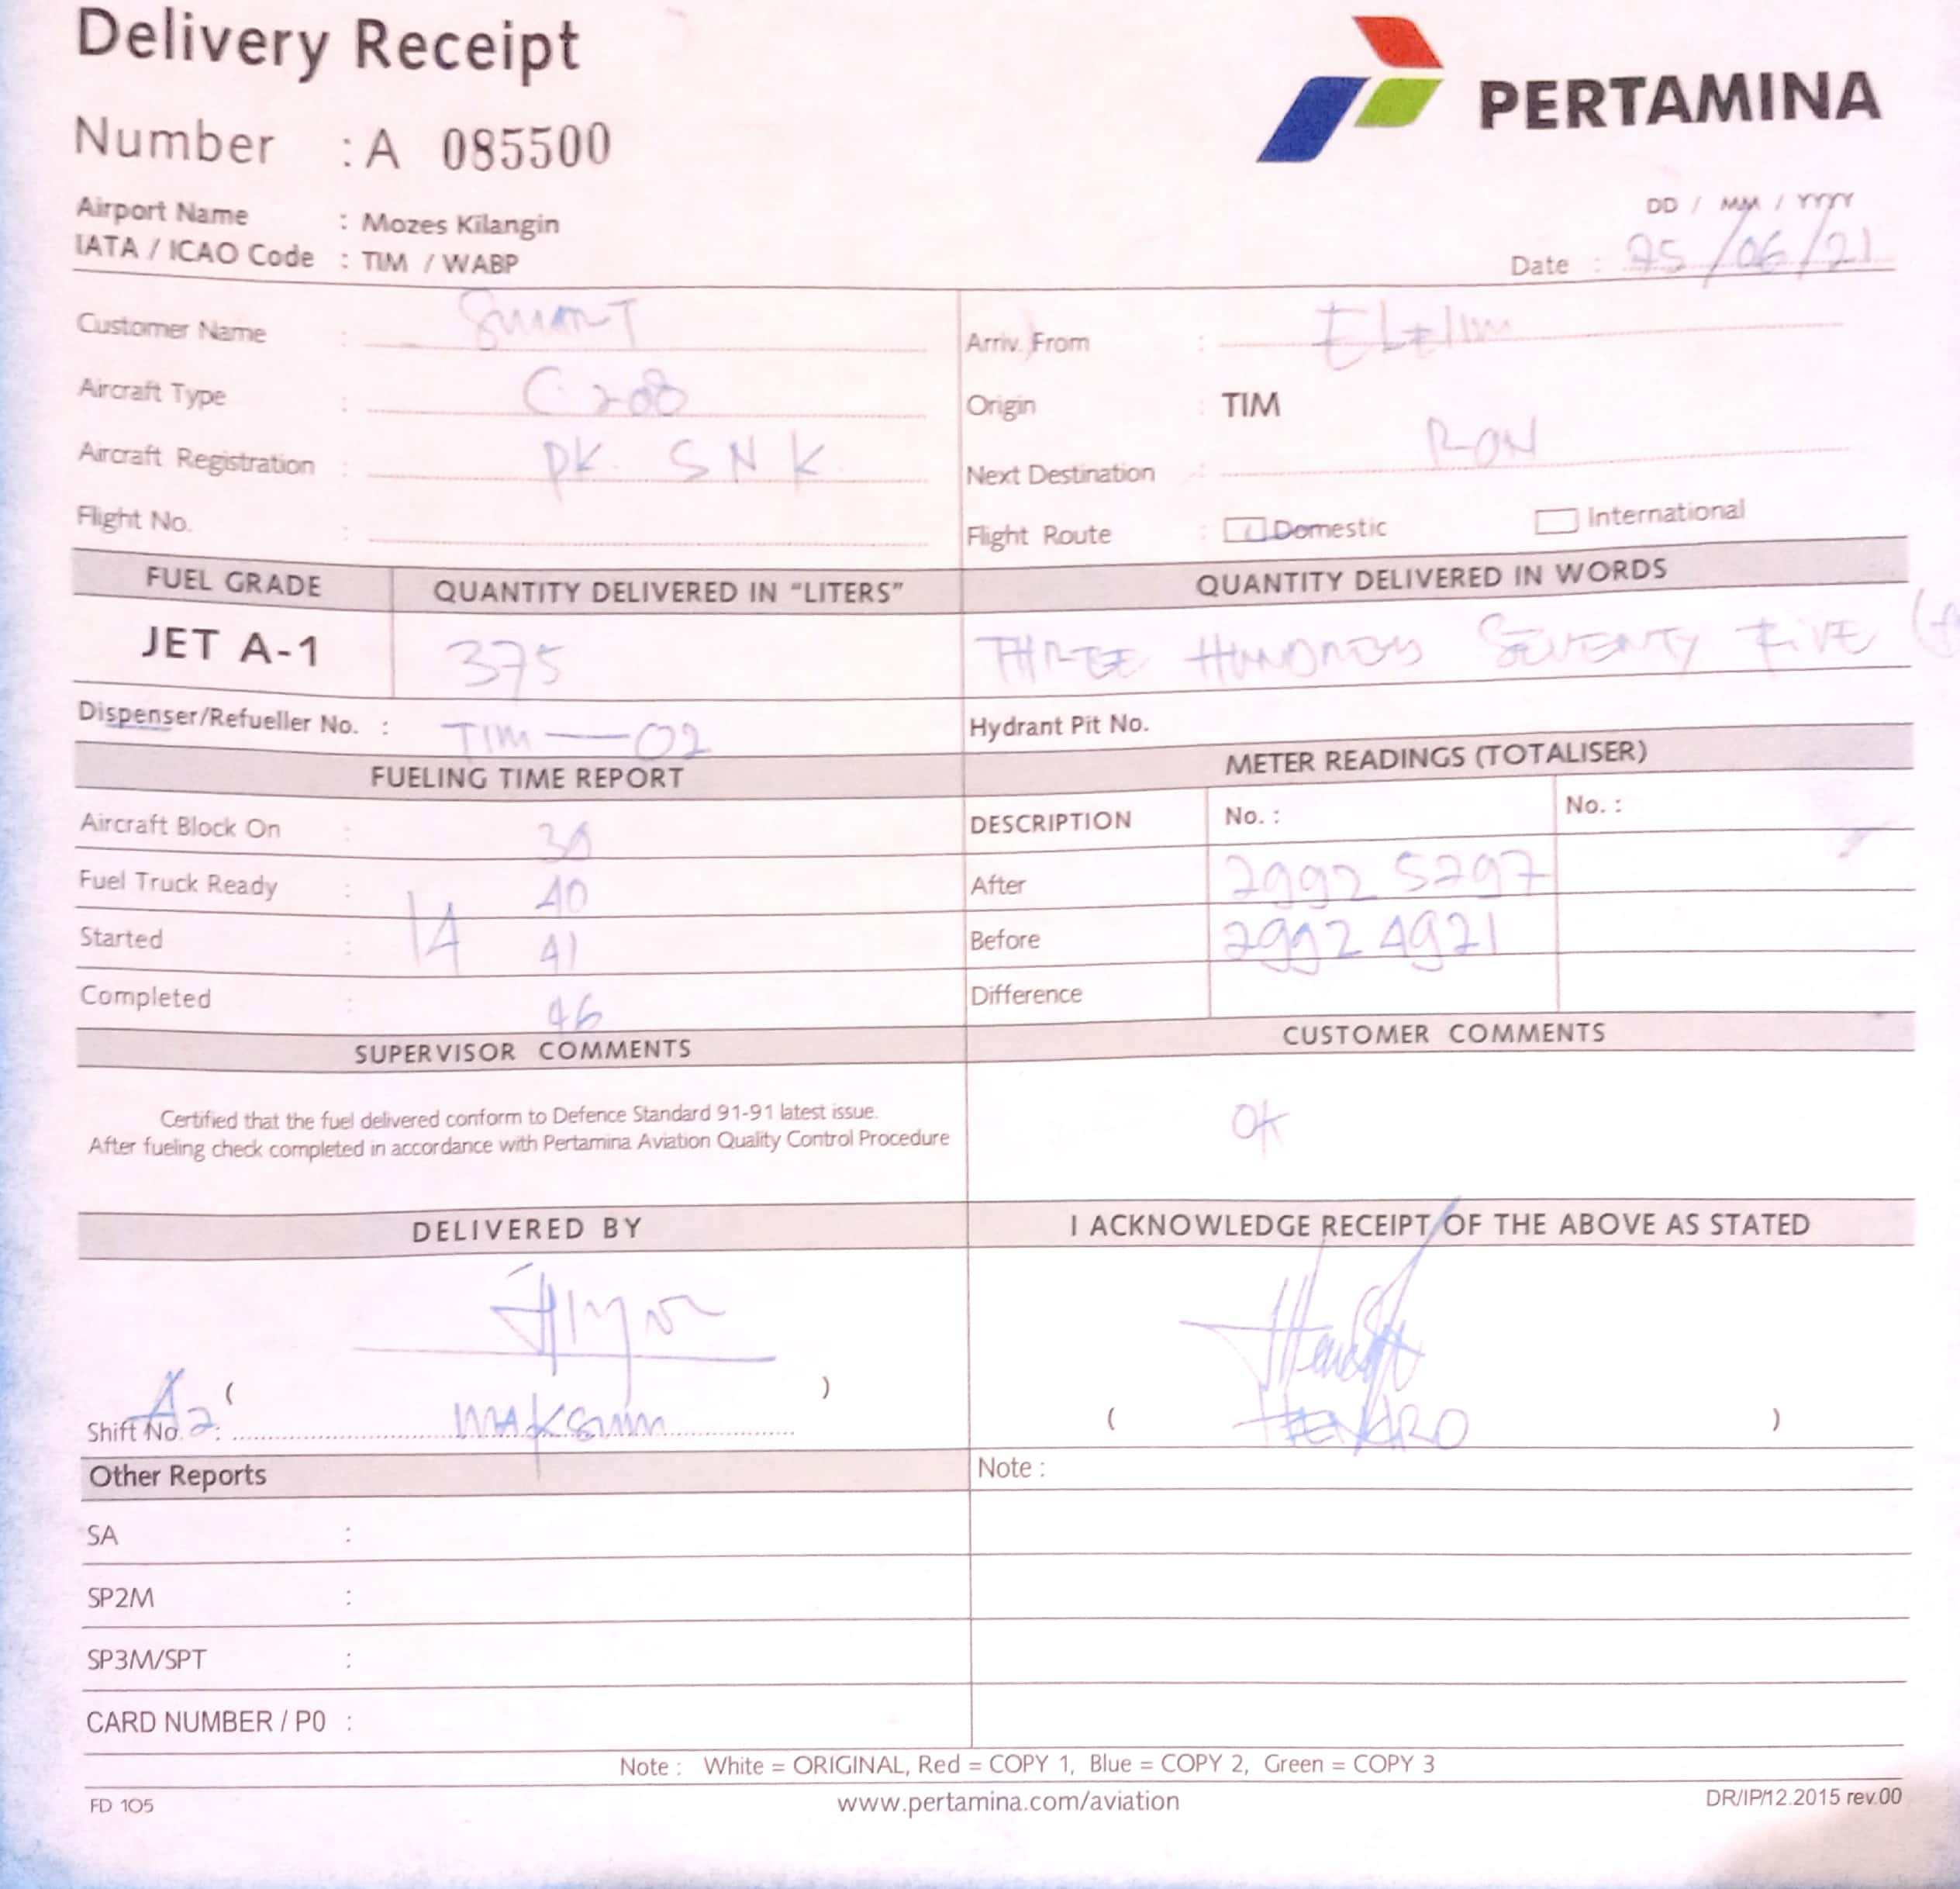 Delivery Receipt
PERTAMINA
Number : A 085500
Airport Name : Mozes Kilangin
IATA / ICAO Code : TIM / WABP
DD / MM / YYYY
Date : /06/21
Customer Name : SmarT
Arriv. From : ELelim
Aircraft Type : C 208
Origin : TIM
Aircraft Registration : PK. SNK
Next Destination : RON
Flight No. :
Flight Route : Domestic International
FUEL GRADE QUANTITY DELIVERED IN "LITERS" QUANTITY DELIVERED IN WORDS
JET A-1 375 THREE HUNDRED SEVENTY FIVE
Dispenser/Refueller No. : TIM — 02 Hydrant Pit No.
FUELING TIME REPORT METER READINGS (TOTALISER)
Aircraft Block On : DESCRIPTION No. : No. :
Fuel Truck Ready : 40 After 2992 5297
Started : 14 41 Before 2992 4921
Completed : 46 Difference
SUPERVISOR COMMENTS CUSTOMER COMMENTS
Certified that the fuel delivered conform to Defence Standard 91-91 latest issue.
After fueling check completed in accordance with Pertamina Aviation Quality Control Procedure
OK
DELIVERED BY I ACKNOWLEDGE RECEIPT OF THE ABOVE AS STATED
( ) ( HENDRO )
Shift No. A2 : MAKSUM
Other Reports Note :
SA :
SP2M :
SP3M/SPT :
CARD NUMBER / P0 :
Note : White = ORIGINAL, Red = COPY 1, Blue = COPY 2, Green = COPY 3
FD 105 www.pertamina.com/aviation DR/IP/12.2015 rev.00